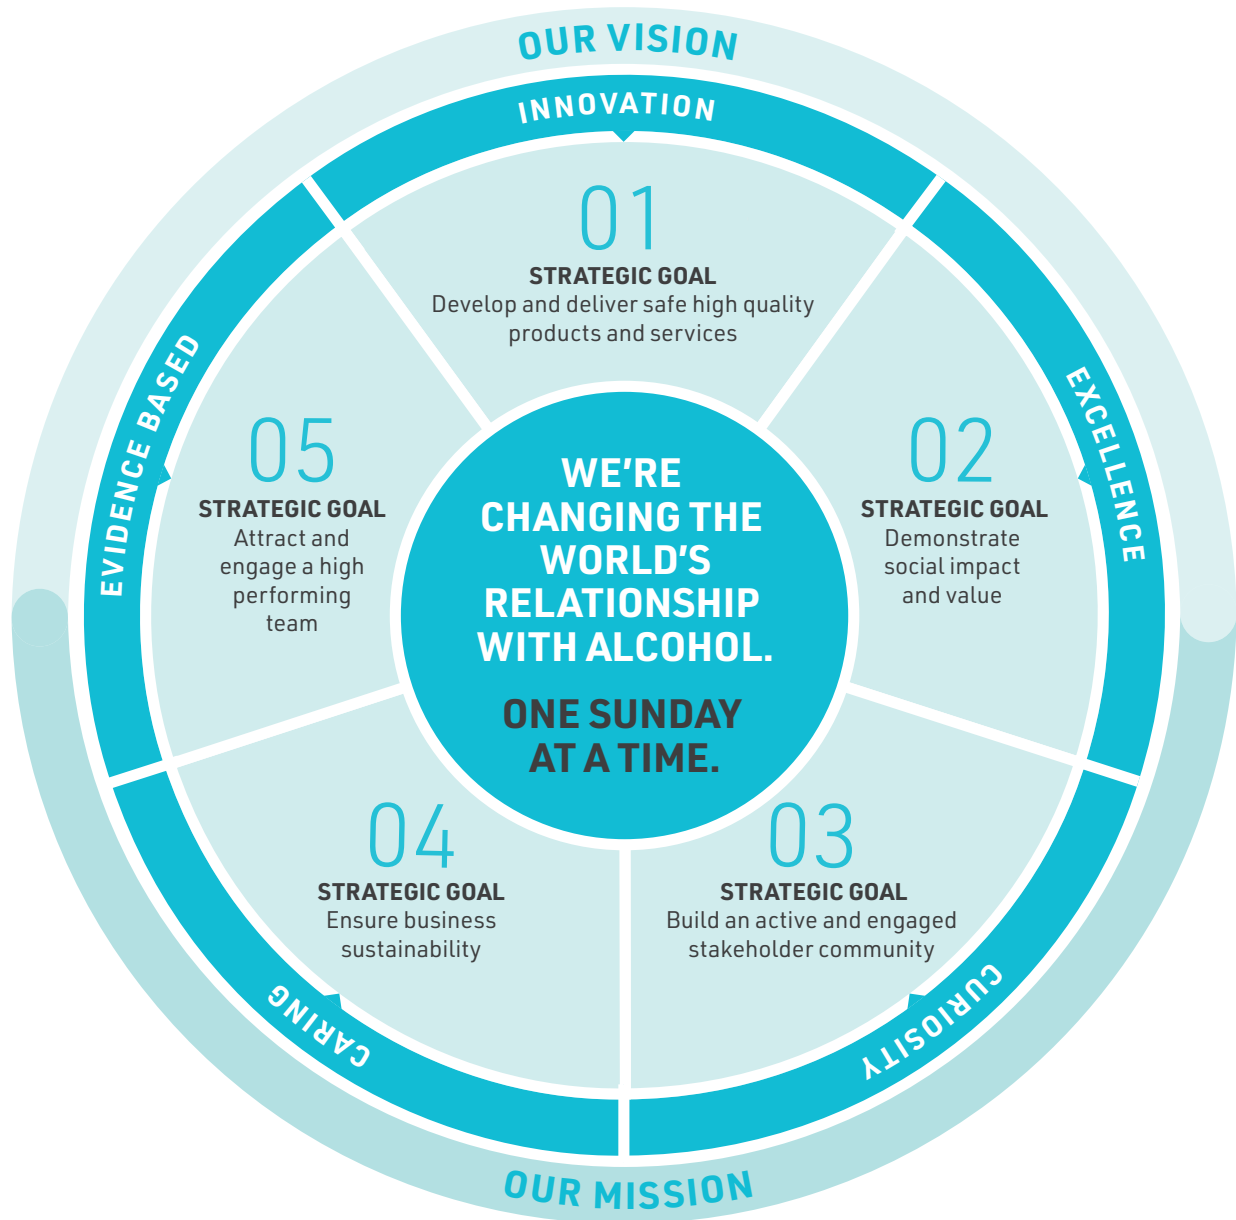 OUR VISION
INNOVATION
01
STRATEGIC GOAL
Develop and deliver safe high quality
products and services
EXCELLENCE
02
STRATEGIC GOAL
Demonstrate
social impact
and value
CURIOSITY
03
STRATEGIC GOAL
Build an active and engaged
stakeholder community
CARING
04
STRATEGIC GOAL
Ensure business
sustainability
EVIDENCE BASED
05
STRATEGIC GOAL
Attract and
engage a high
performing
team
WE'RE
CHANGING THE
WORLD'S
RELATIONSHIP
WITH ALCOHOL.
ONE SUNDAY
AT A TIME.
OUR MISSION